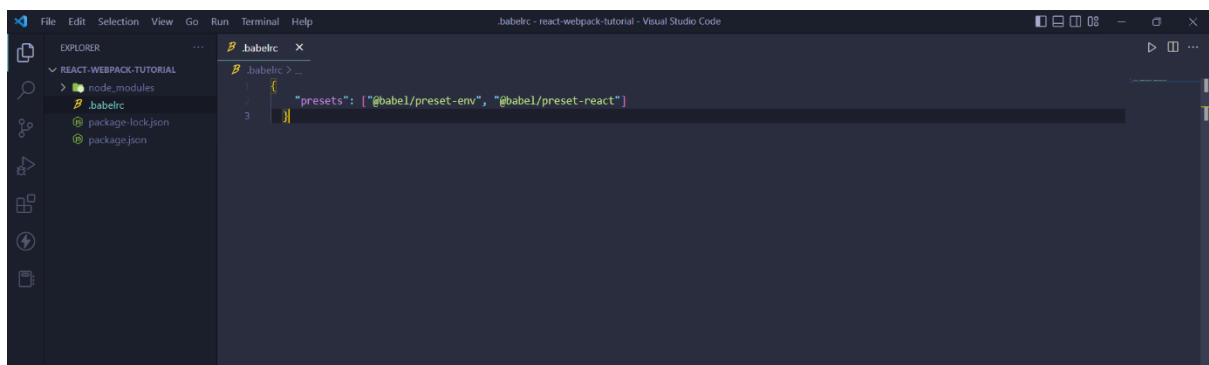 File Edit Selection View Go Run Terminal Help .babelrc - react-webpack-tutorial - Visual Studio Code
EXPLORER
REACT-WEBPACK-TUTORIAL
node_modules
.babelrc
package-lock.json
package.json
.babelrc
.babelrc > ...
1 {
2 "presets": ["@babel/preset-env", "@babel/preset-react"]
3 }